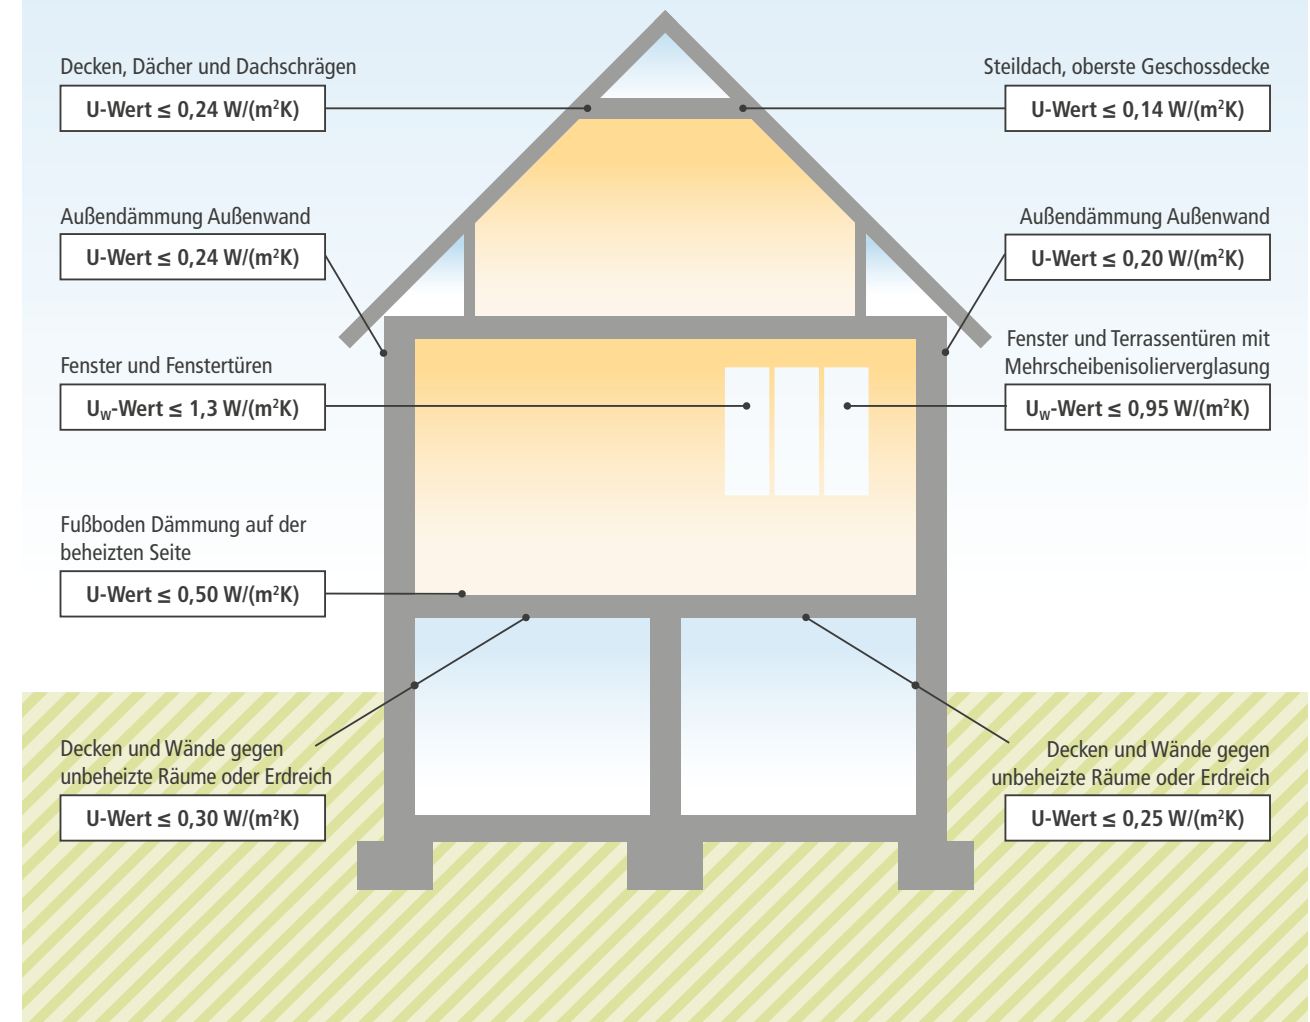 Decken, Dächer und Dachschrägen
U-Wert ≤ 0,24 W/(m²K)
Außendämmung Außenwand
U-Wert ≤ 0,24 W/(m²K)
Fenster und Fenstertüren
U_W-Wert ≤ 1,3 W/(m²K)
Fußboden Dämmung auf der
beheizten Seite
U-Wert ≤ 0,50 W/(m²K)
Decken und Wände gegen
unbeheizte Räume oder Erdreich
U-Wert ≤ 0,30 W/(m²K)
Steildach, oberste Geschossdecke
U-Wert ≤ 0,14 W/(m²K)
Außendämmung Außenwand
U-Wert ≤ 0,20 W/(m²K)
Fenster und Terrassentüren mit
Mehrscheibenisolierverglasung
U_W-Wert ≤ 0,95 W/(m²K)
Decken und Wände gegen
unbeheizte Räume oder Erdreich
U-Wert ≤ 0,25 W/(m²K)